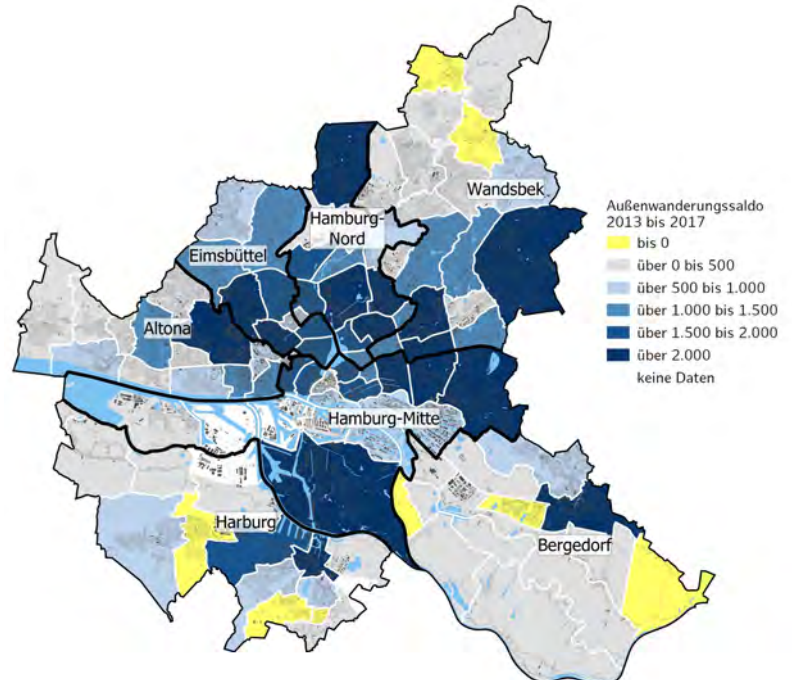 Wandsbek
Hamburg-
Nord
Eimsbüttel
Altona
Hamburg-Mitte
Harburg
Bergedorf
Außenwanderungssaldo
2013 bis 2017
bis 0
über 0 bis 500
über 500 bis 1.000
über 1.000 bis 1.500
über 1.500 bis 2.000
über 2.000
keine Daten